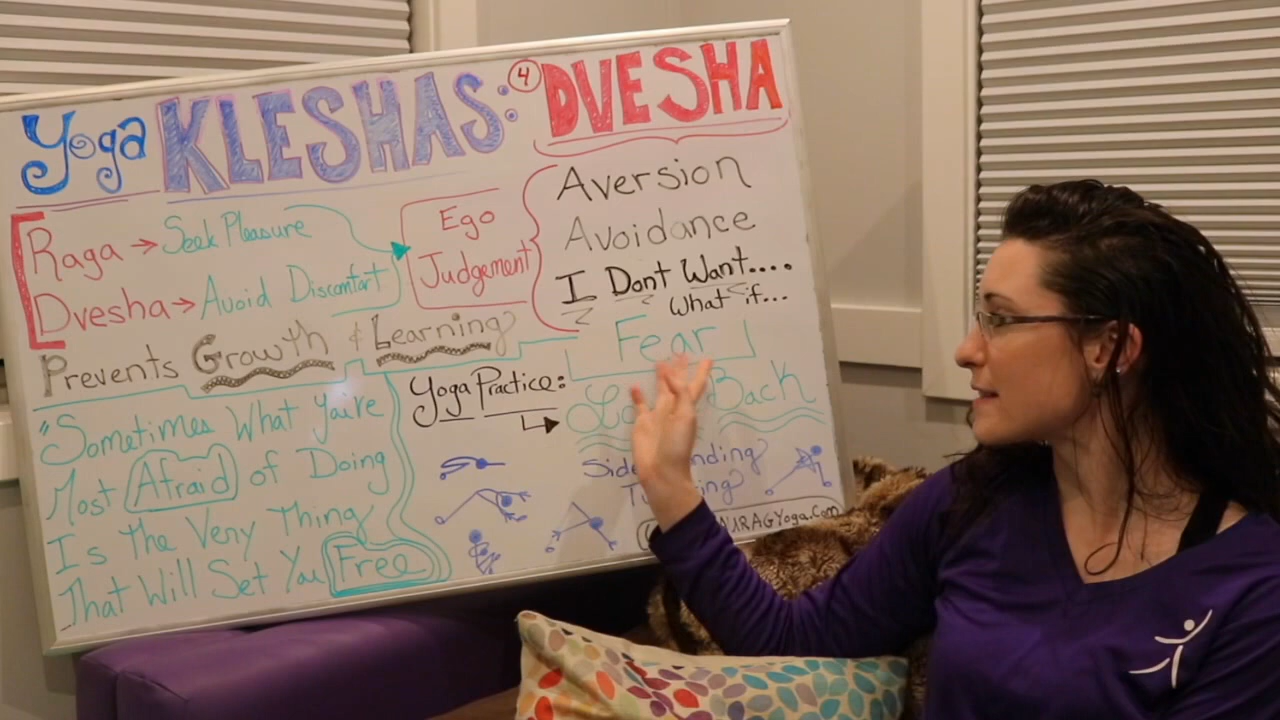 Yoga KLESHAS: 4 DVESHA
Raga → Seek Pleasure
Dvesha → Avoid Discomfort
Ego
Judgement
Prevents Growth & Learning
Aversion
Avoidance
I Dont Want....
What if...
Fear
"Sometimes What You're
Most Afraid of Doing
Is the Very Thing
That Will Set You Free
Yoga Practice:
Back
Side